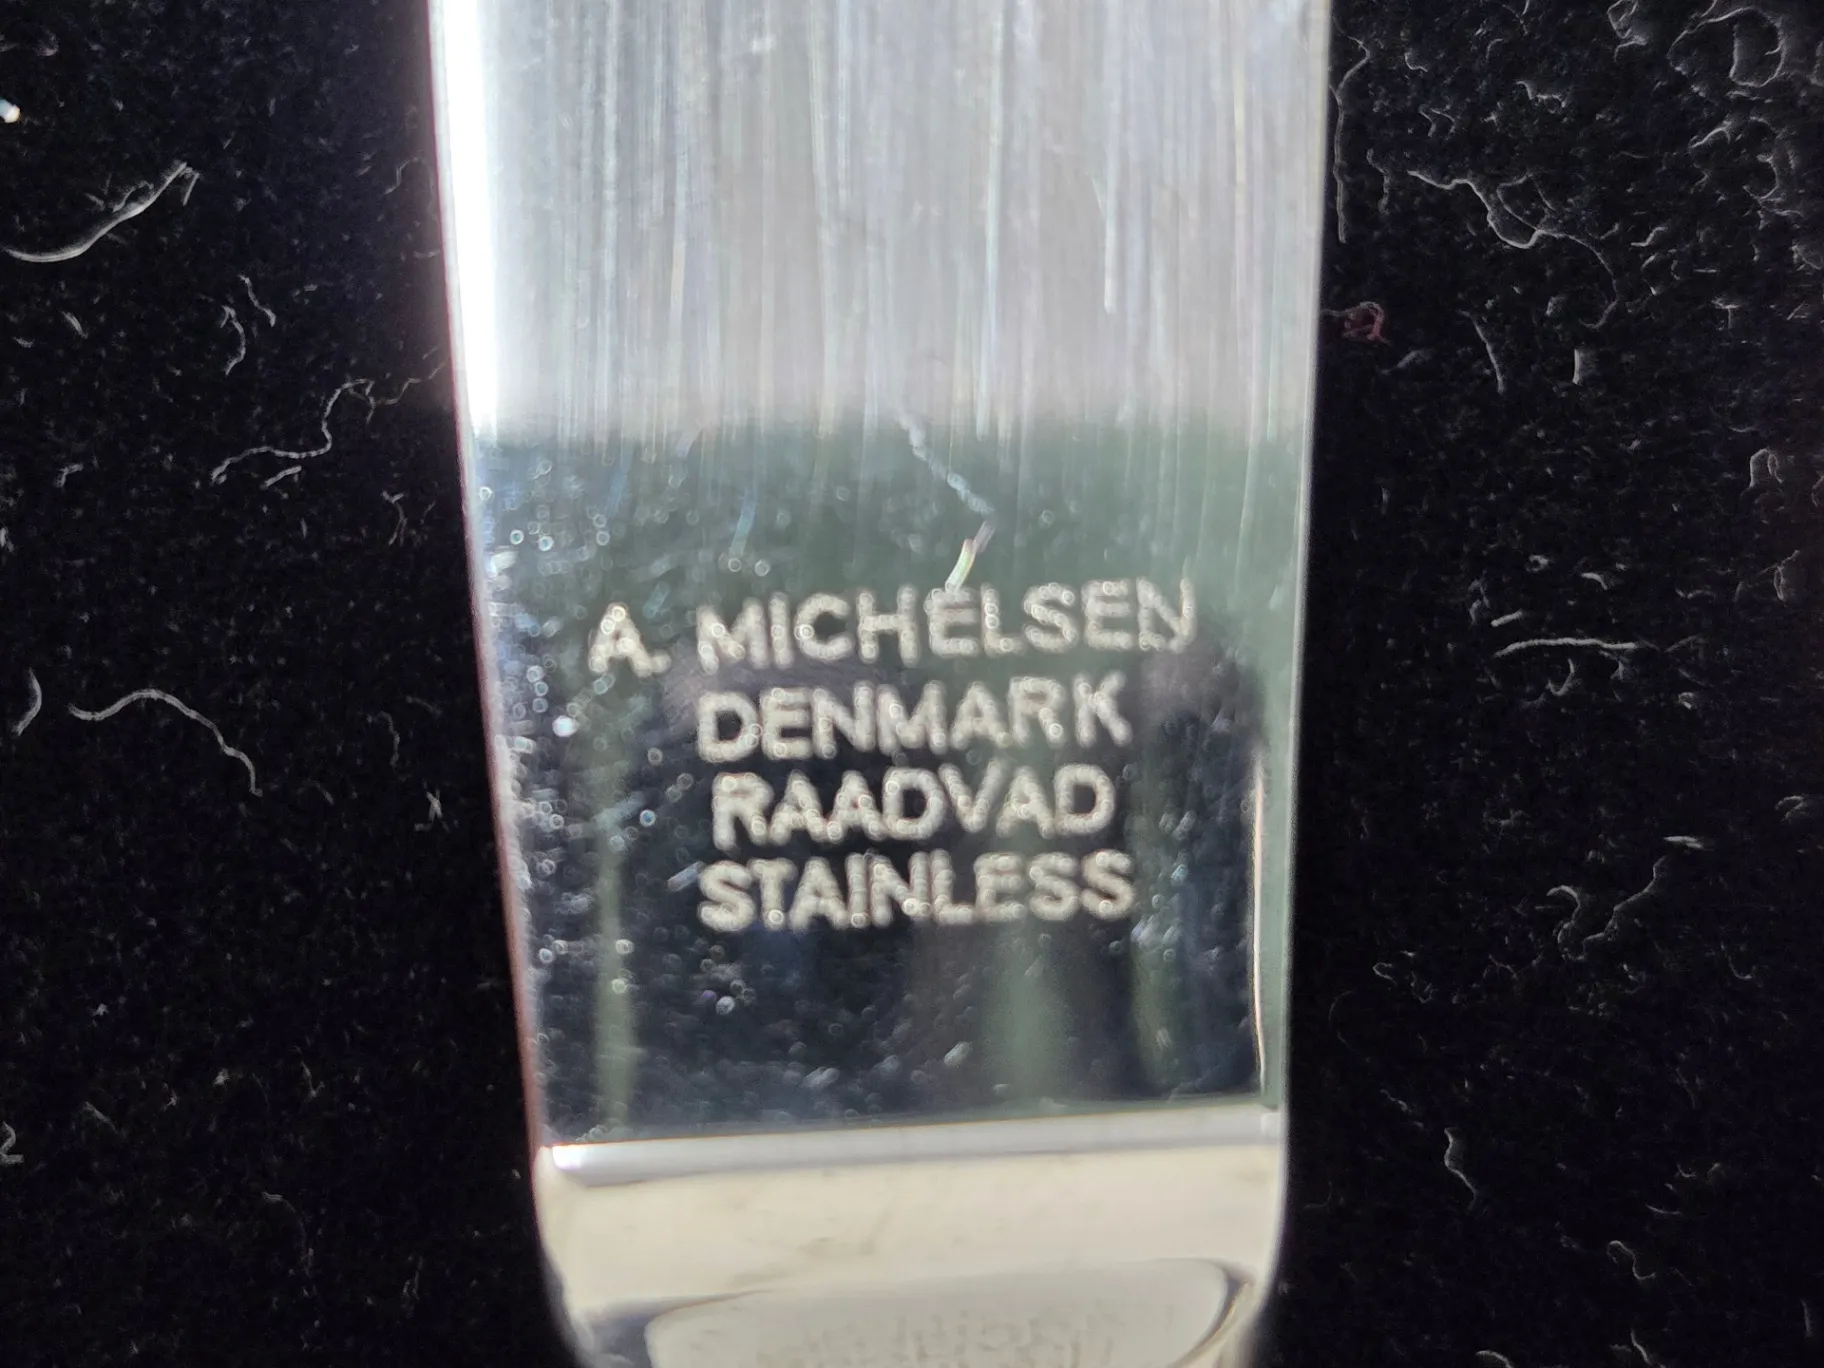 A. MICHELSEN
DENMARK
RAADVAD
STAINLESS